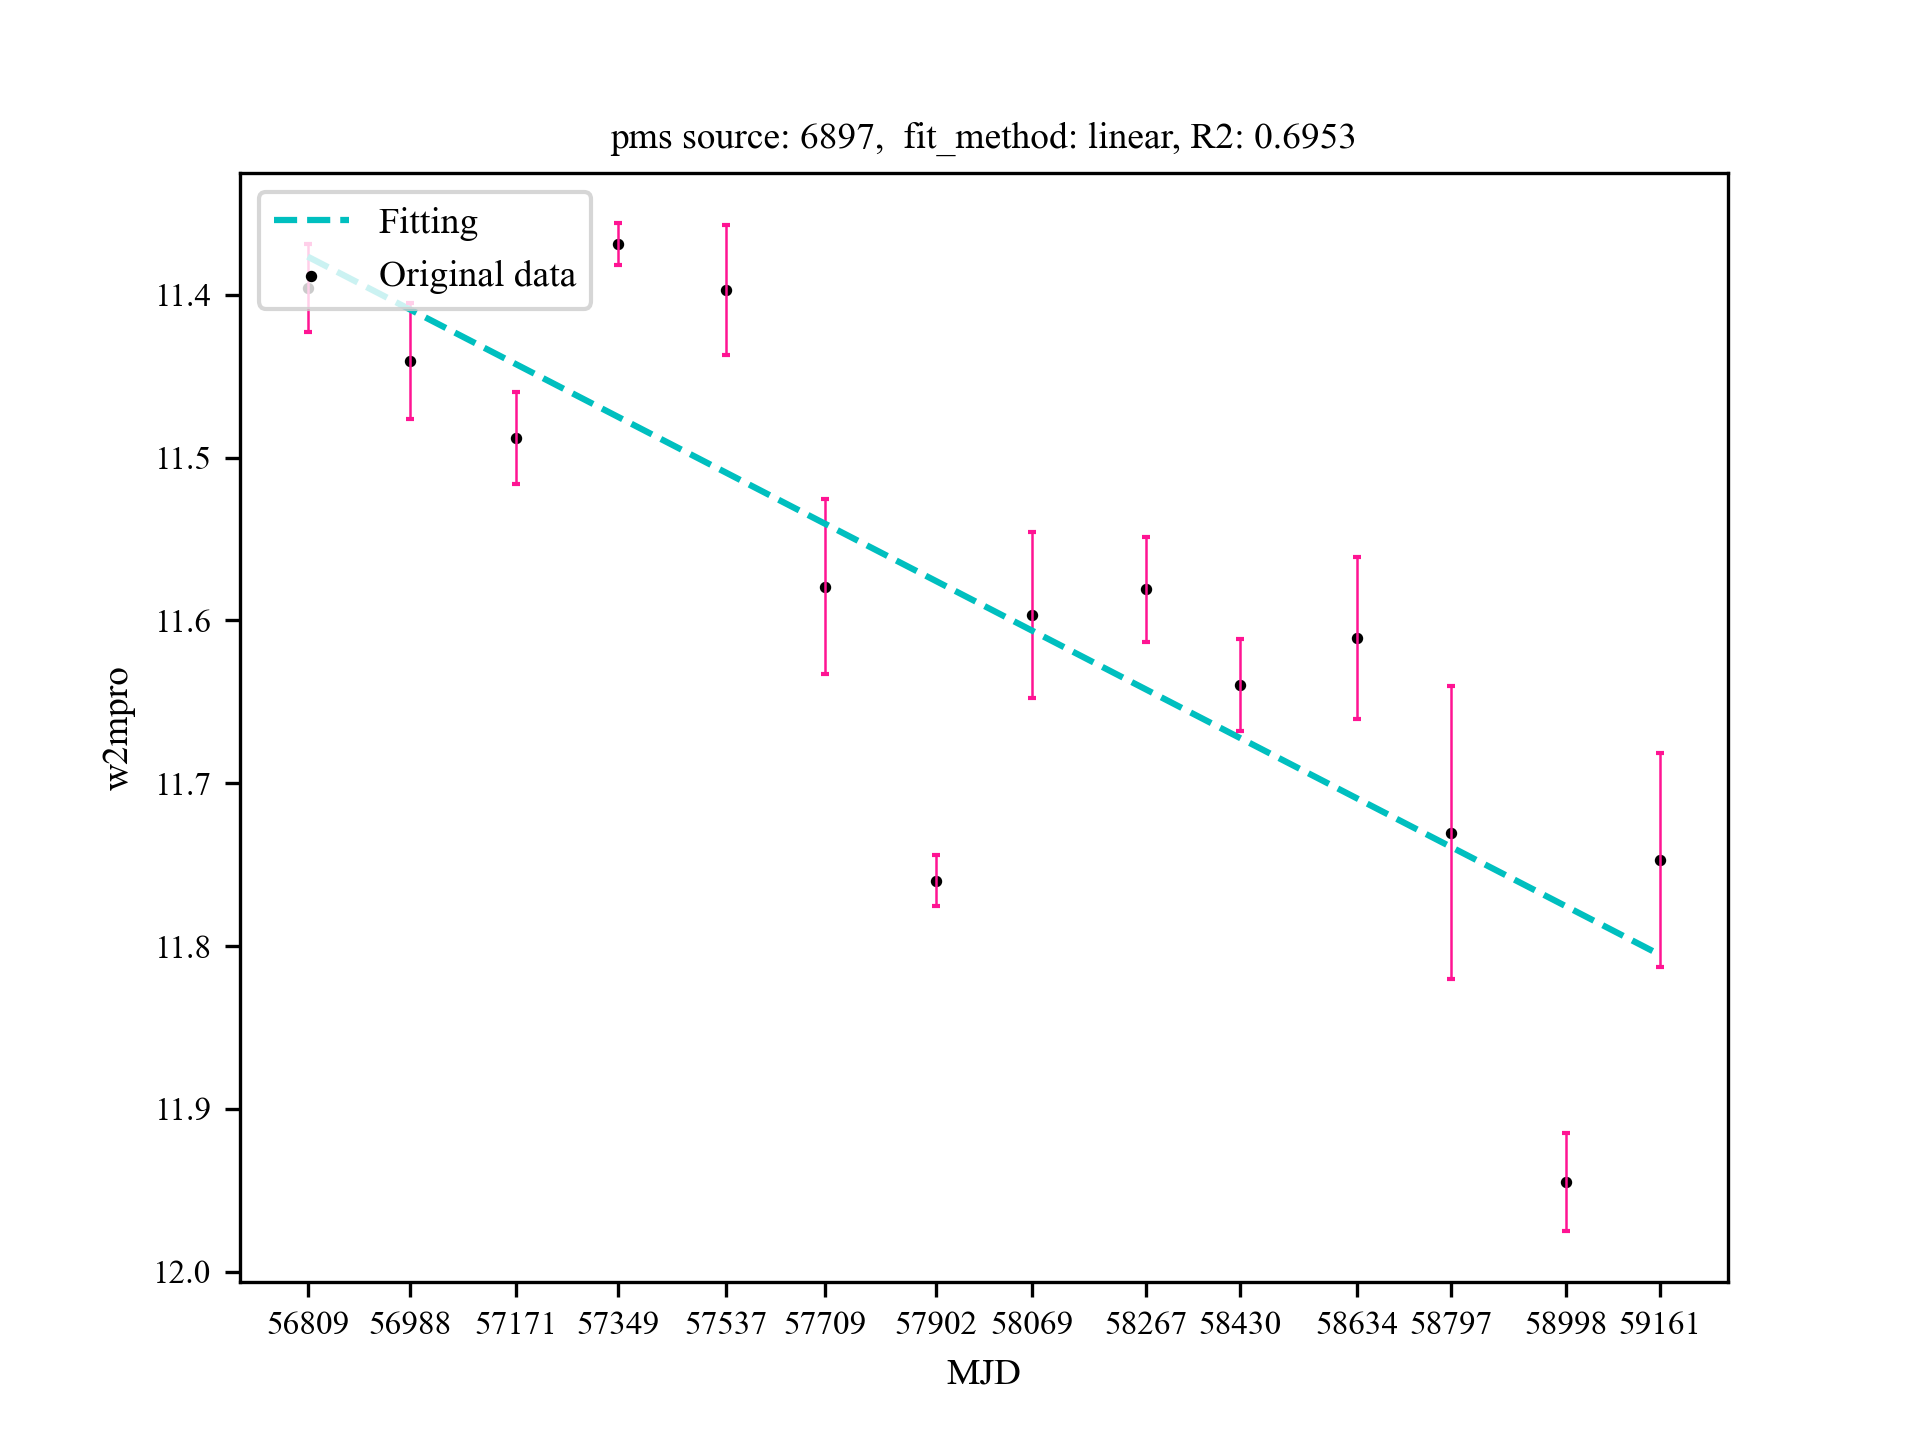 pms source: 6897,  fit_method: linear, R2: 0.6953
Fitting
Original data
11.4
11.5
11.6
11.7
11.8
11.9
12.0
w2mpro
56809 56988 57171 57349 57537 57709 57902 58069 58267 58430 58634 58797 58998 59161
MJD